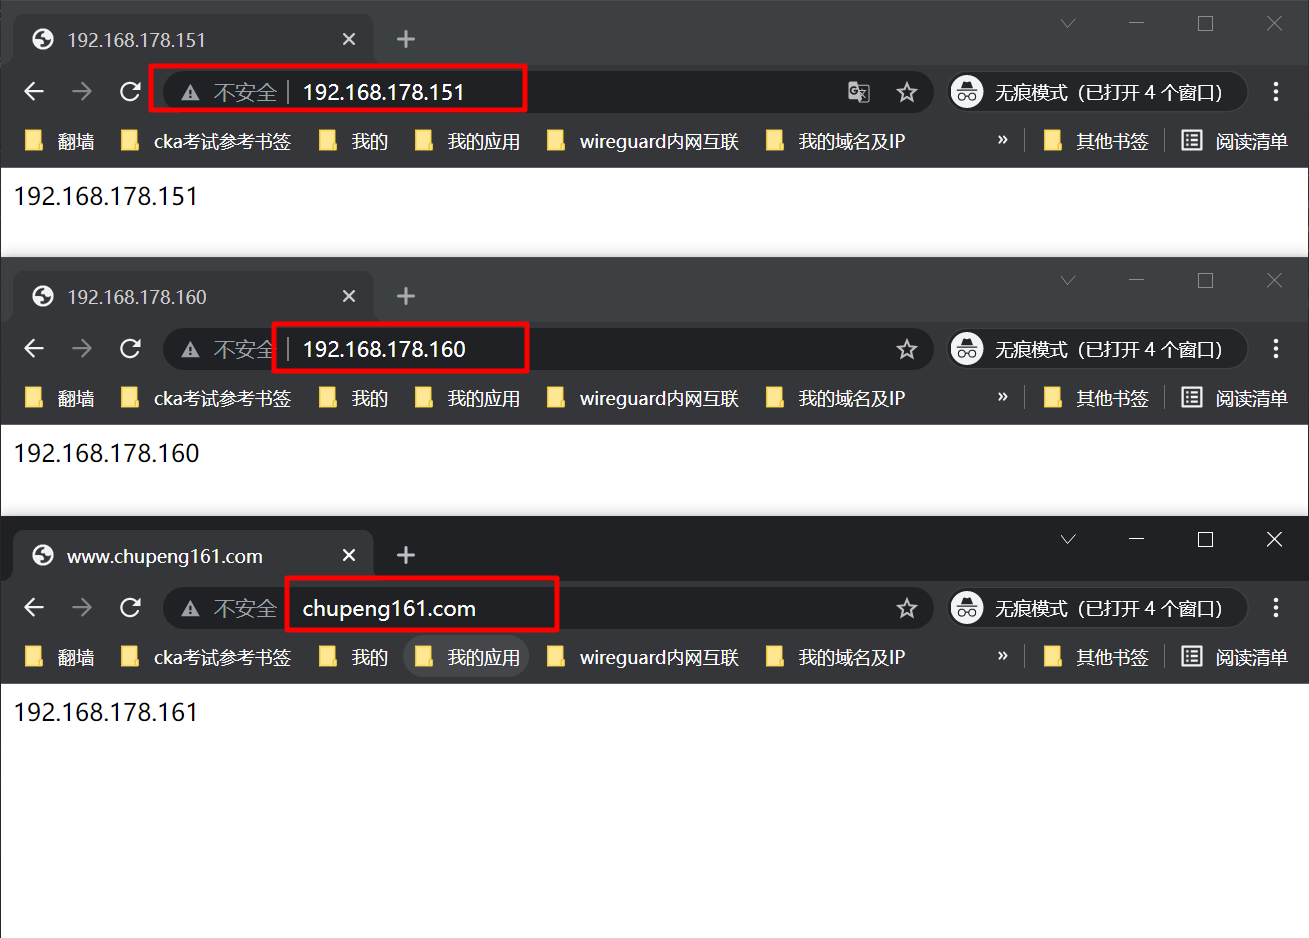 192.168.178.151
不安全 192.168.178.151 无痕模式（已打开 4 个窗口）
翻墙 cka考试参考书签 我的 我的应用 wireguard内网互联 我的域名及IP » 其他书签 阅读清单
192.168.178.151
192.168.178.160
不安全 192.168.178.160 无痕模式（已打开 4 个窗口）
翻墙 cka考试参考书签 我的 我的应用 wireguard内网互联 我的域名及IP » 其他书签 阅读清单
192.168.178.160
www.chupeng161.com
不安全 chupeng161.com 无痕模式（已打开 4 个窗口）
翻墙 cka考试参考书签 我的 我的应用 wireguard内网互联 我的域名及IP » 其他书签 阅读清单
192.168.178.161